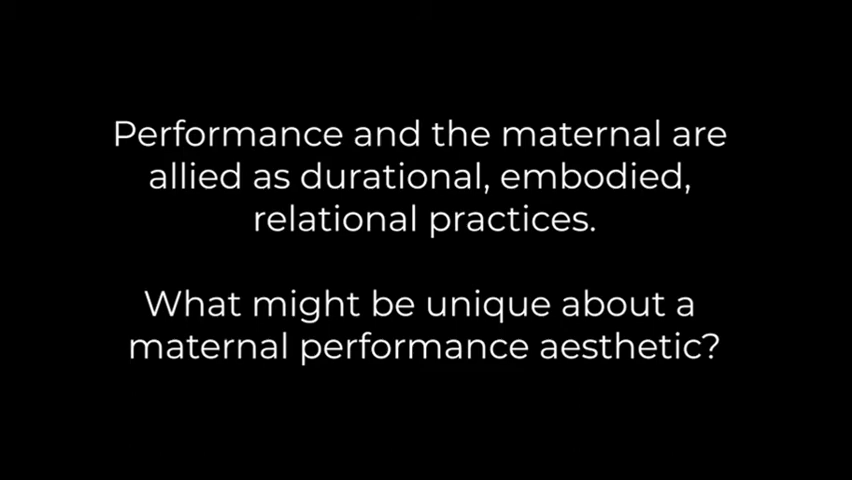 Performance and the maternal are
allied as durational, embodied,
relational practices.
What might be unique about a
maternal performance aesthetic?